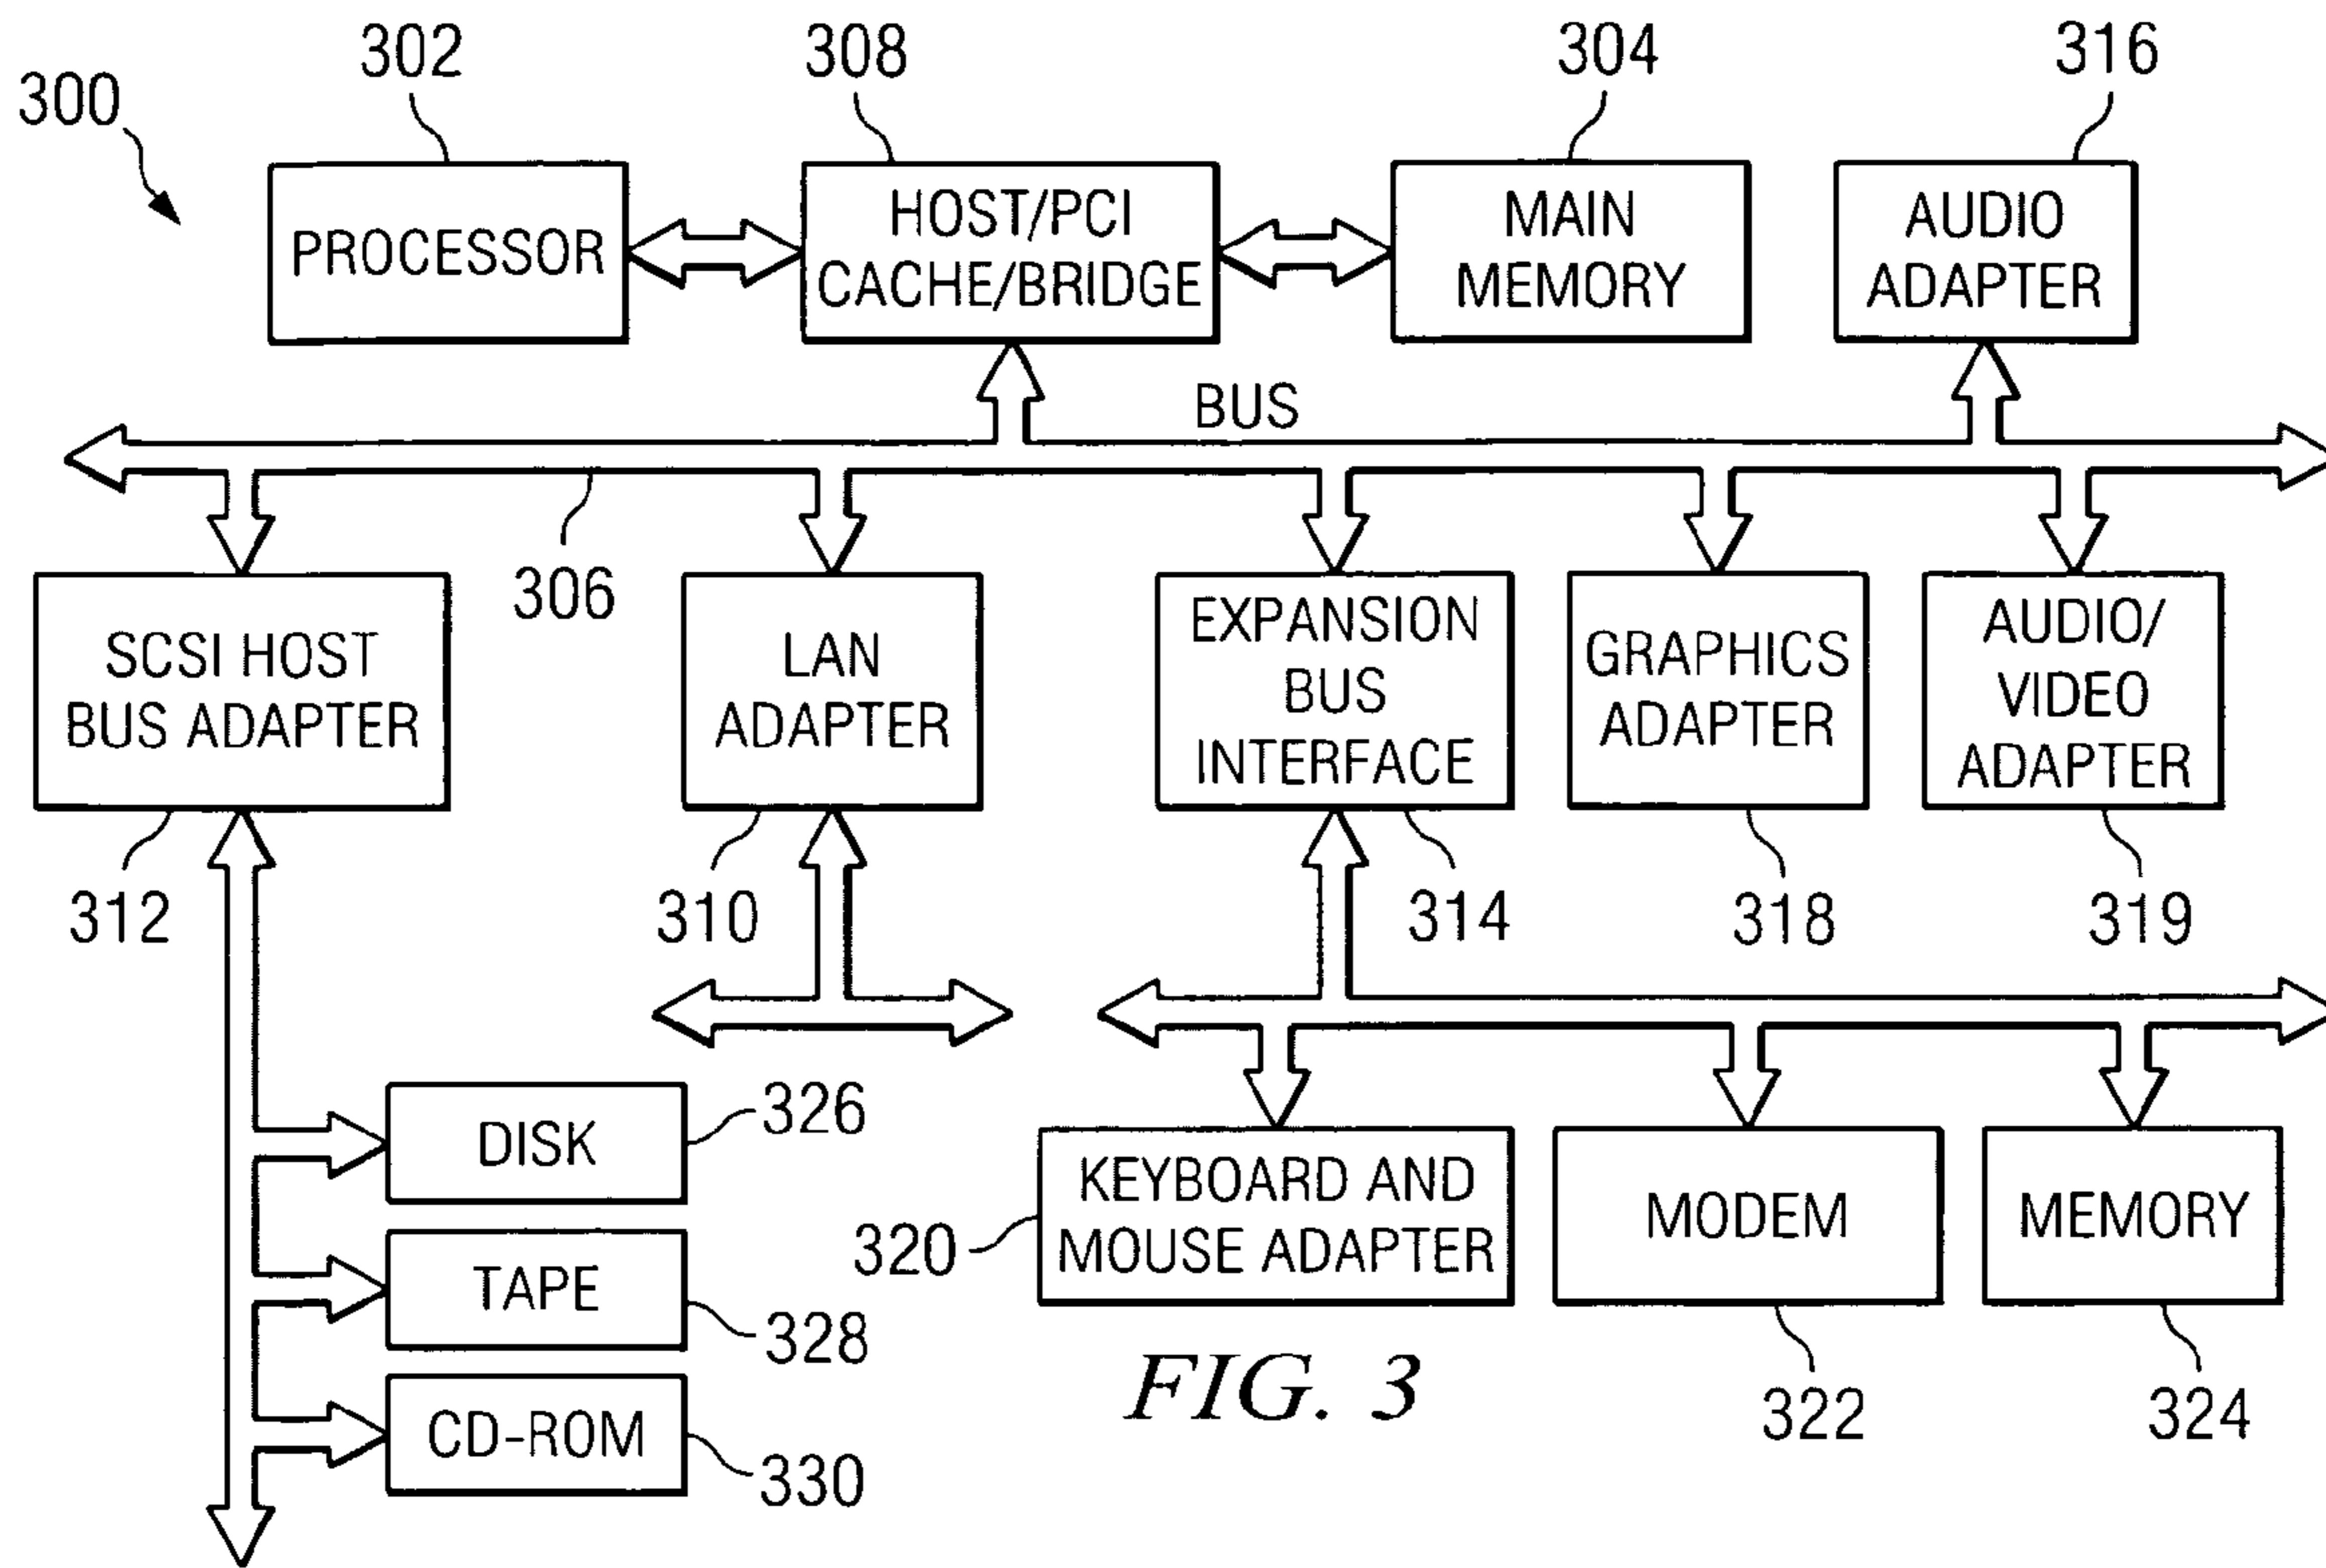 300
302
308
304
316
PROCESSOR
HOST/PCI
CACHE/BRIDGE
MAIN
MEMORY
AUDIO
ADAPTER
BUS
306
SCSI HOST
BUS ADAPTER
LAN
ADAPTER
EXPANSION
BUS
INTERFACE
GRAPHICS
ADAPTER
AUDIO/
VIDEO
ADAPTER
312
310
314
318
319
DISK
326
TAPE
328
CD-ROM
330
320
KEYBOARD AND
MOUSE ADAPTER
MODEM
MEMORY
322
324
FIG. 3